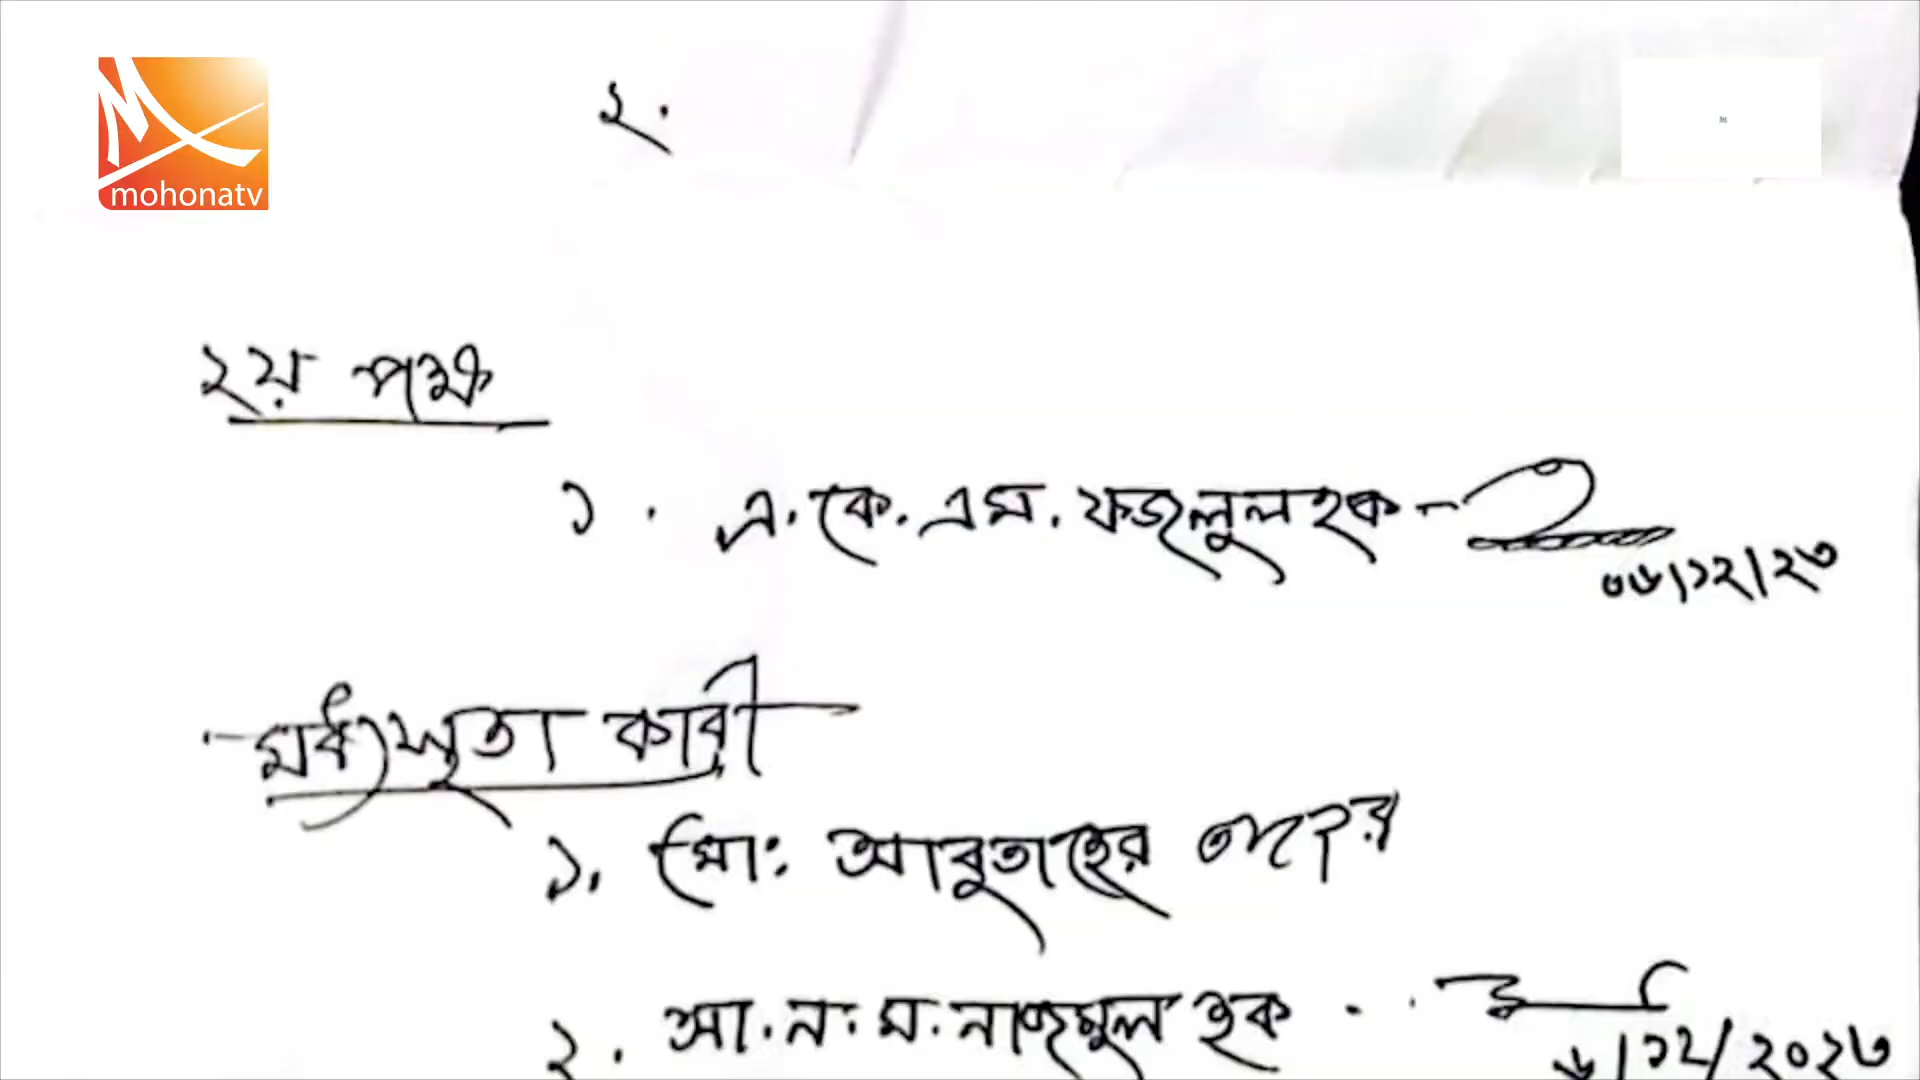 mohonatv
২.
২য় পক্ষ
১. এ.কে.এম.ফজলুল হক -
০৬/১২/২৩
মধ্যস্থতা কারী
১. মো: আবু তাহের তাহের
২. আ.ন.ম.নাজমুল হক
৬/১২/২০২৩